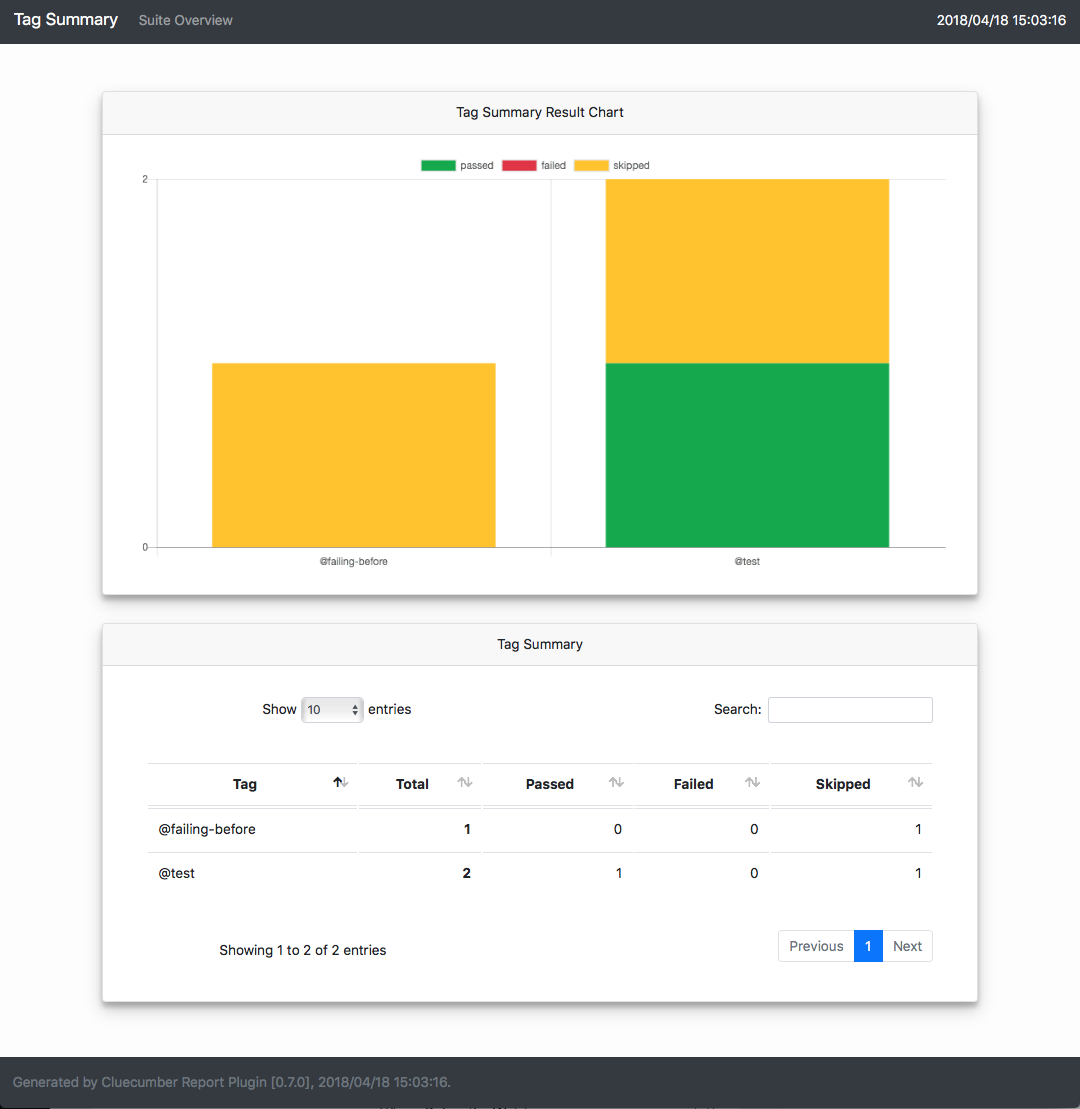 Tag Summary Suite Overview 2018/04/18 15:03:16
Tag Summary Result Chart
passed failed skipped
2
0
@failing-before @test
Tag Summary
Show 10 entries Search:
Tag Total Passed Failed Skipped
@failing-before 1 0 0 1
@test 2 1 0 1
Showing 1 to 2 of 2 entries Previous 1 Next
Generated by Cluecumber Report Plugin [0.7.0], 2018/04/18 15:03:16.